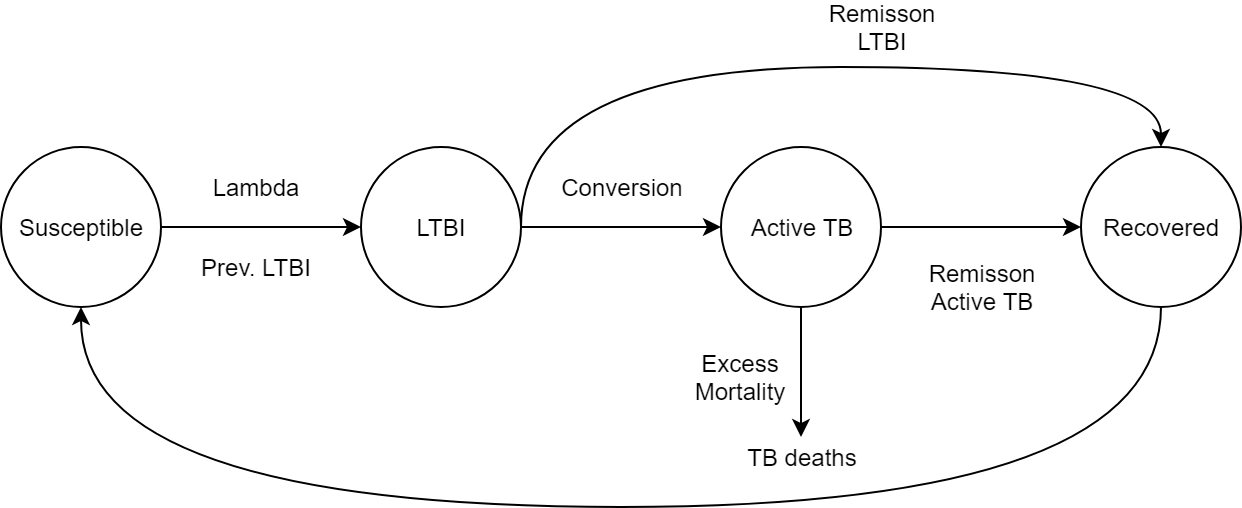 Remisson
LTBI
Lambda
Conversion
Susceptible
LTBI
Active TB
Recovered
Prev. LTBI
Remisson
Active TB
Excess
Mortality
TB deaths